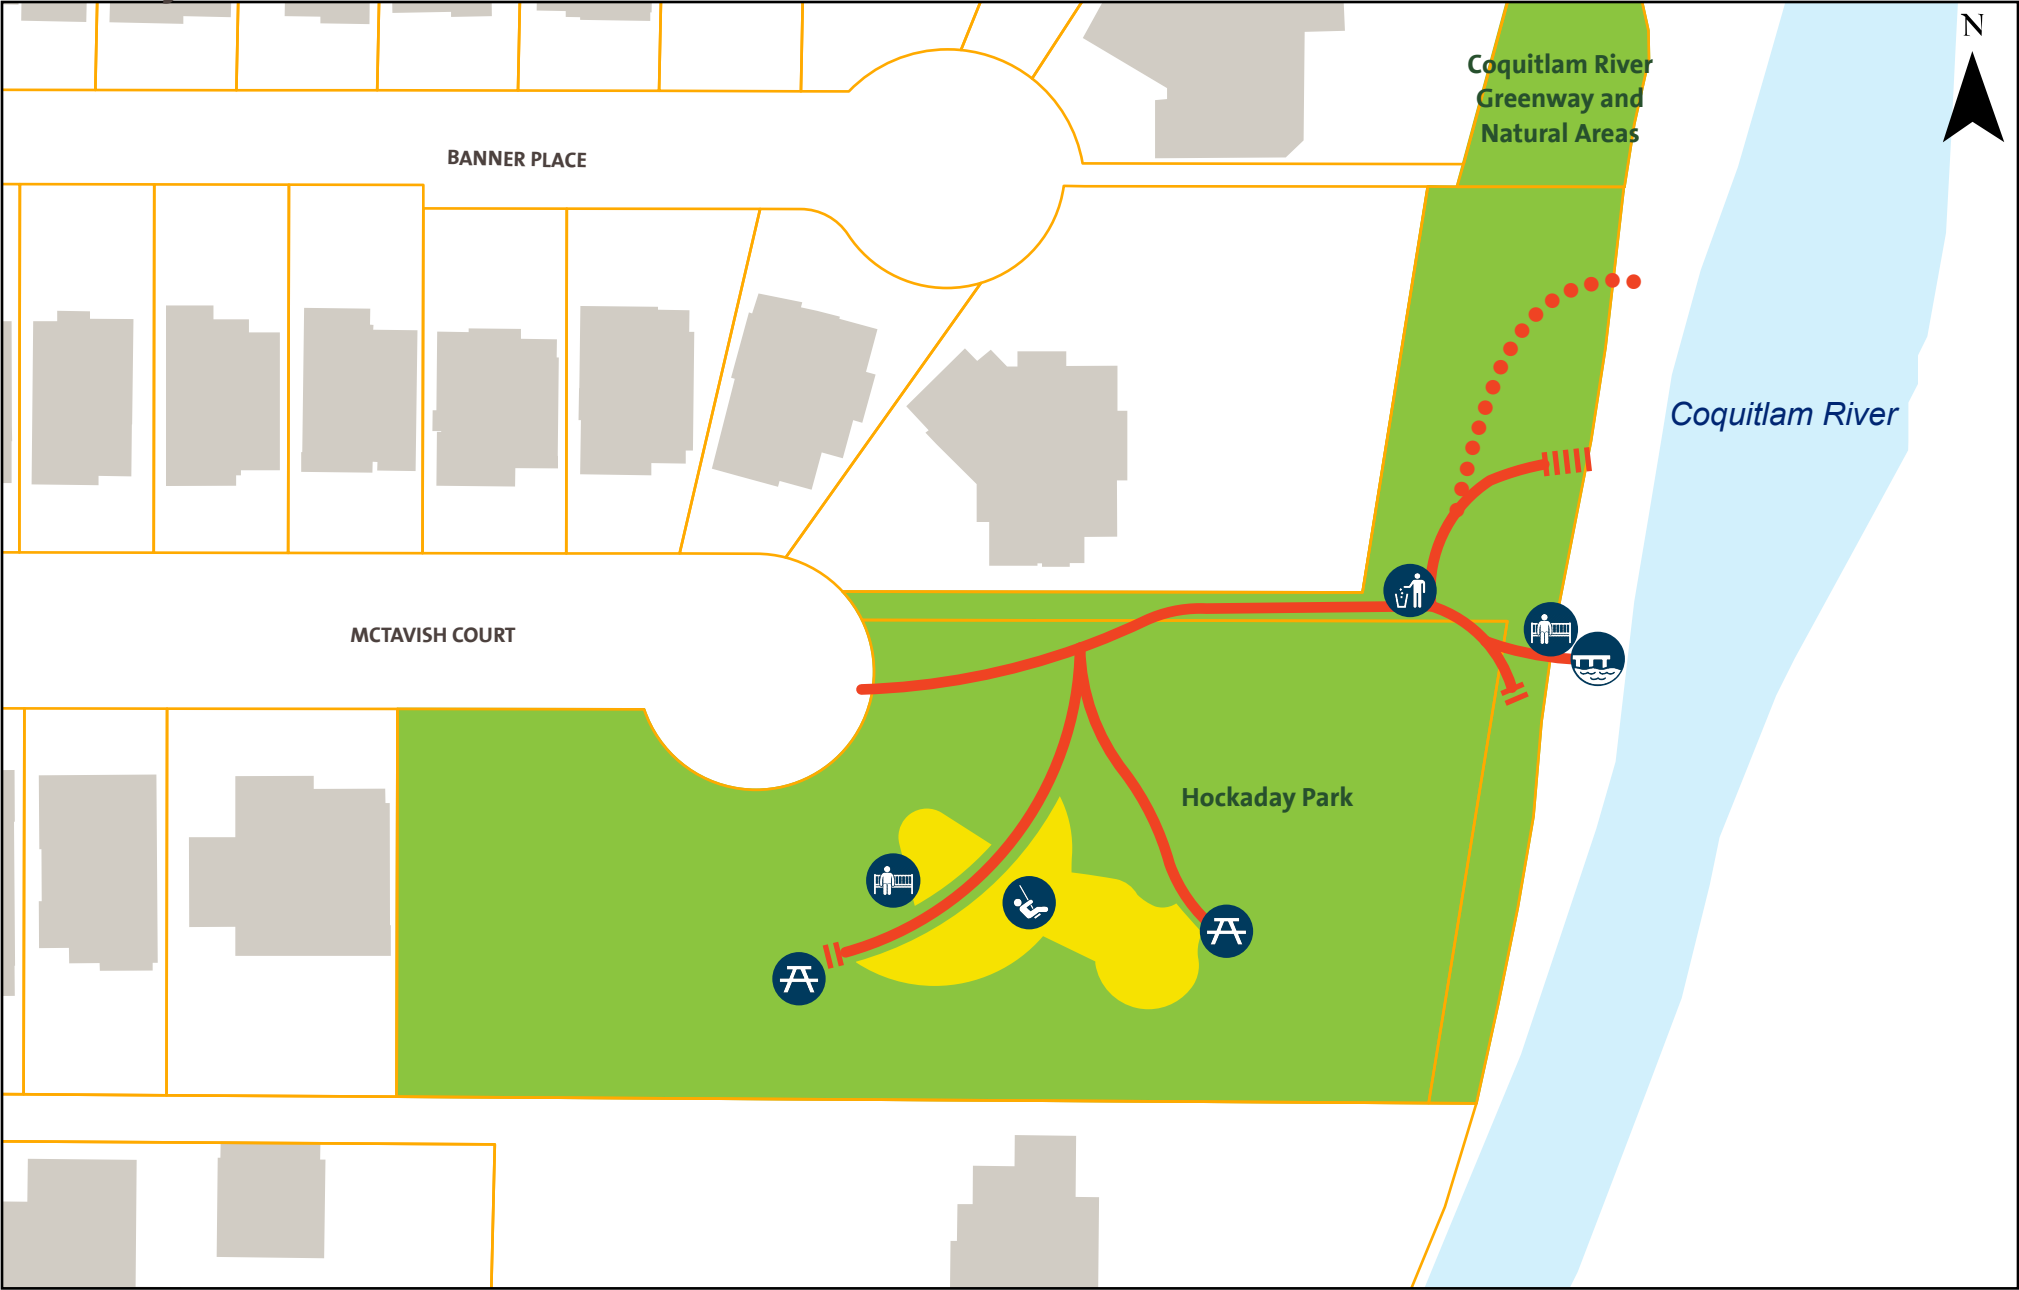 N
Coquitlam River
Greenway and
Natural Areas
BANNER PLACE
Coquitlam River
MCTAVISH COURT
Hockaday Park